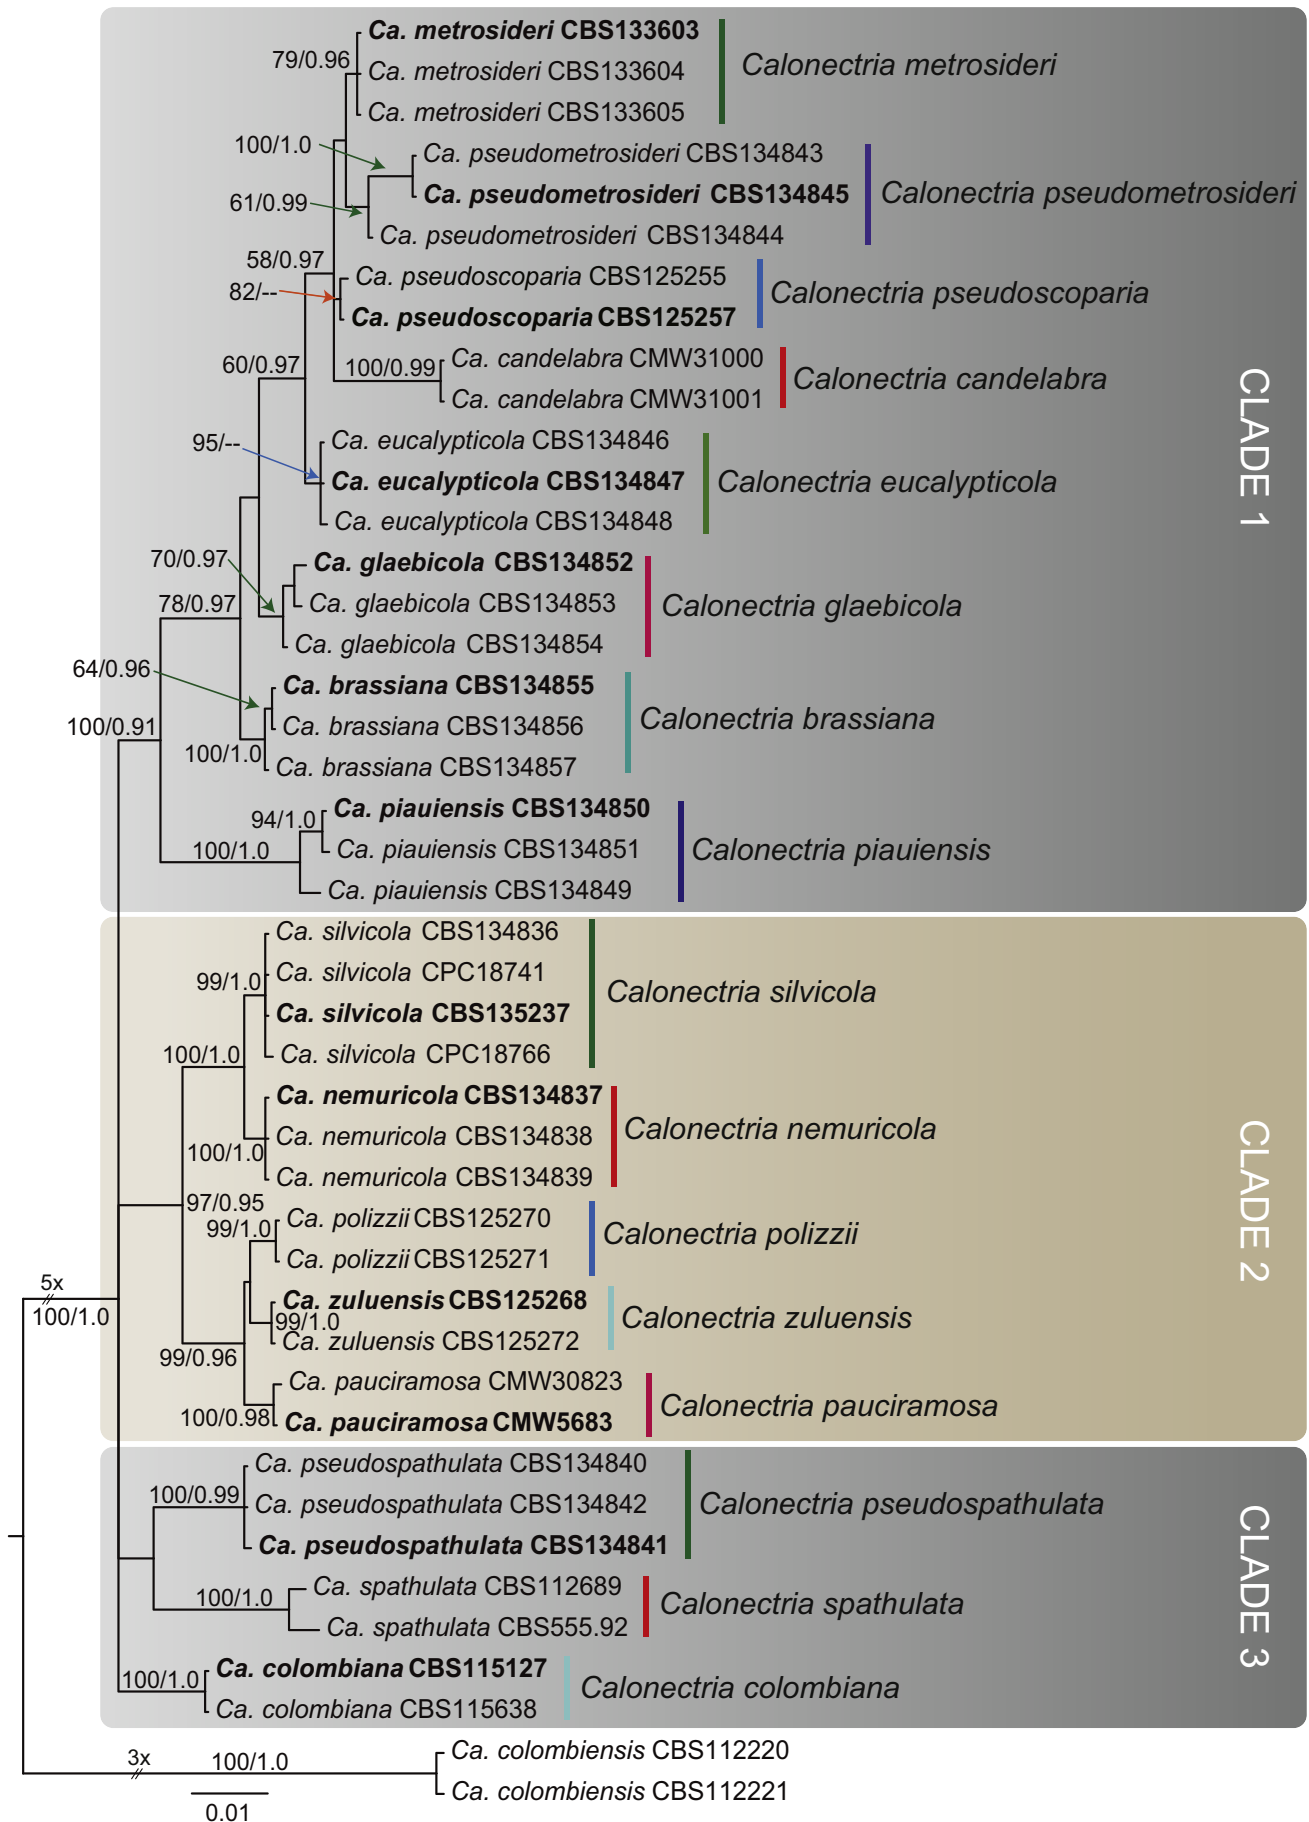 Ca. metrosideri CBS133603
79/0.96
Ca. metrosideri CBS133604
Calonectria metrosideri
Ca. metrosideri CBS133605
100/1.0
Ca. pseudometrosideri CBS134843
Ca. pseudometrosideri CBS134845
Calonectria pseudometrosideri
61/0.99
Ca. pseudometrosideri CBS134844
58/0.97
Ca. pseudoscoparia CBS125255
82/--
Calonectria pseudoscoparia
Ca. pseudoscoparia CBS125257
60/0.97
100/0.99
Ca. candelabra CMW31000
Calonectria candelabra
Ca. candelabra CMW31001
CLADE 1
95/--
Ca. eucalypticola CBS134846
Ca. eucalypticola CBS134847
Calonectria eucalypticola
Ca. eucalypticola CBS134848
70/0.97
Ca. glaebicola CBS134852
78/0.97
Ca. glaebicola CBS134853
Calonectria glaebicola
Ca. glaebicola CBS134854
64/0.96
Ca. brassiana CBS134855
100/0.91
Ca. brassiana CBS134856
Calonectria brassiana
100/1.0
Ca. brassiana CBS134857
Ca. piauiensis CBS134850
94/1.0
100/1.0
Ca. piauiensis CBS134851
Calonectria piauiensis
Ca. piauiensis CBS134849
Ca. silvicola CBS134836
99/1.0
Ca. silvicola CPC18741
Calonectria silvicola
Ca. silvicola CBS135237
100/1.0
Ca. silvicola CPC18766
Ca. nemuricola CBS134837
Ca. nemuricola CBS134838
Calonectria nemuricola
100/1.0
Ca. nemuricola CBS134839
CLADE 2
97/0.95
99/1.0
Ca. polizzii CBS125270
Calonectria polizzii
Ca. polizzii CBS125271
5x
100/1.0
Ca. zuluensis CBS125268
99/1.0
Calonectria zuluensis
Ca. zuluensis CBS125272
99/0.96
Ca. pauciramosa CMW30823
Calonectria pauciramosa
100/0.98
Ca. pauciramosa CMW5683
Ca. pseudospathulata CBS134840
100/0.99
Ca. pseudospathulata CBS134842
Calonectria pseudospathulata
Ca. pseudospathulata CBS134841
CLADE 3
100/1.0
Ca. spathulata CBS112689
Calonectria spathulata
Ca. spathulata CBS555.92
100/1.0
Ca. colombiana CBS115127
Calonectria colombiana
Ca. colombiana CBS115638
3x
100/1.0
Ca. colombiensis CBS112220
Ca. colombiensis CBS112221
0.01